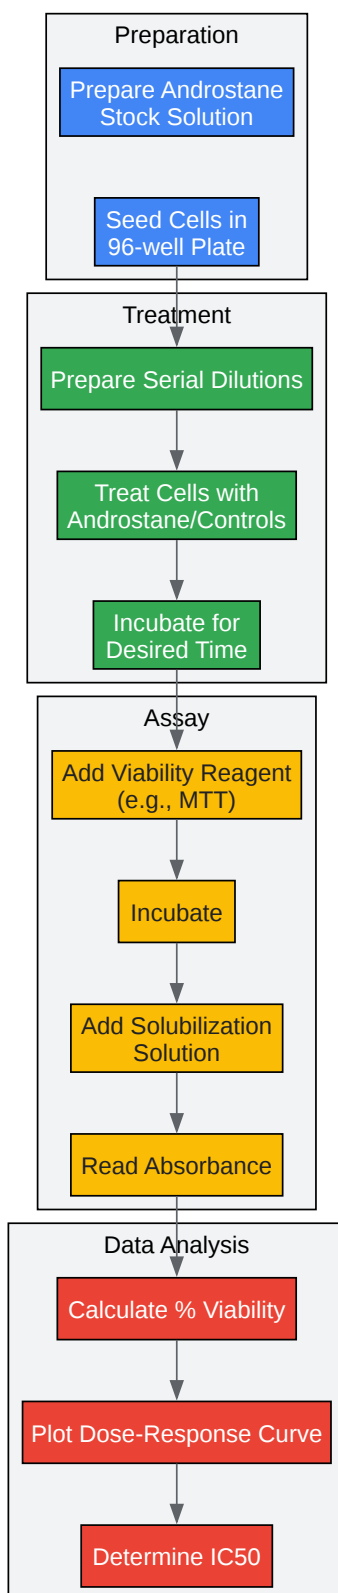 Preparation
Prepare Androstane
Stock Solution
Seed Cells in
96-well Plate
Treatment
Prepare Serial Dilutions
Treat Cells with
Androstane/Controls
Incubate for
Desired Time
Assay
Add Viability Reagent
(e.g., MTT)
Incubate
Add Solubilization
Solution
Read Absorbance
Data Analysis
Calculate % Viability
Plot Dose-Response Curve
Determine IC50